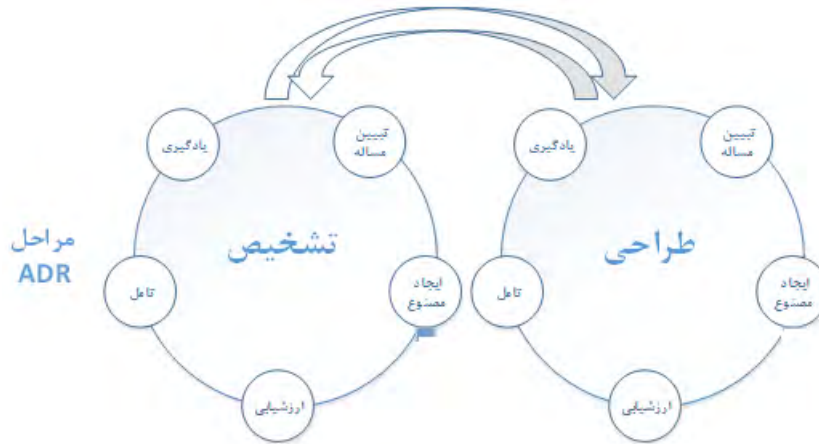 مراحل
ADR
تشخیص
تبیین
مساله
ایجاد
مصنوع
ارزشیابی
تامل
یادگیری
طراحی
تبیین
مساله
ایجاد
مصنوع
ارزشیابی
تامل
یادگیری